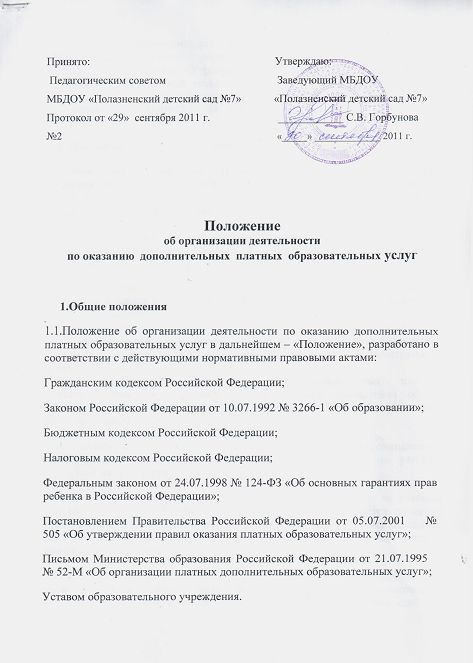 Принято:
Утверждаю:
Педагогическим советом
Заведующий МБДОУ
МБДОУ «Полазненский детский сад №7»
«Полазненский детский сад №7»
Протокол от «29» сентября 2011 г.
С.В. Горбунова
№2
« 30 » сентября 2011 г.
Положение
об организации деятельности
по оказанию дополнительных платных образовательных услуг
1.Общие положения
1.1.Положение об организации деятельности по оказанию дополнительных
платных образовательных услуг в дальнейшем – «Положение», разработано в
соответствии с действующими нормативными правовыми актами:
Гражданским кодексом Российской Федерации;
Законом Российской Федерации от 10.07.1992 № 3266-1 «Об образовании»;
Бюджетным кодексом Российской Федерации;
Налоговым кодексом Российской Федерации;
Федеральным законом от 24.07.1998 № 124-ФЗ «Об основных гарантиях прав
ребенка в Российской Федерации»;
Постановлением Правительства Российской Федерации от 05.07.2001 №
505 «Об утверждении правил оказания платных образовательных услуг»;
Письмом Министерства образования Российской Федерации от 21.07.1995
№ 52-М «Об организации платных дополнительных образовательных услуг»;
Уставом образовательного учреждения.